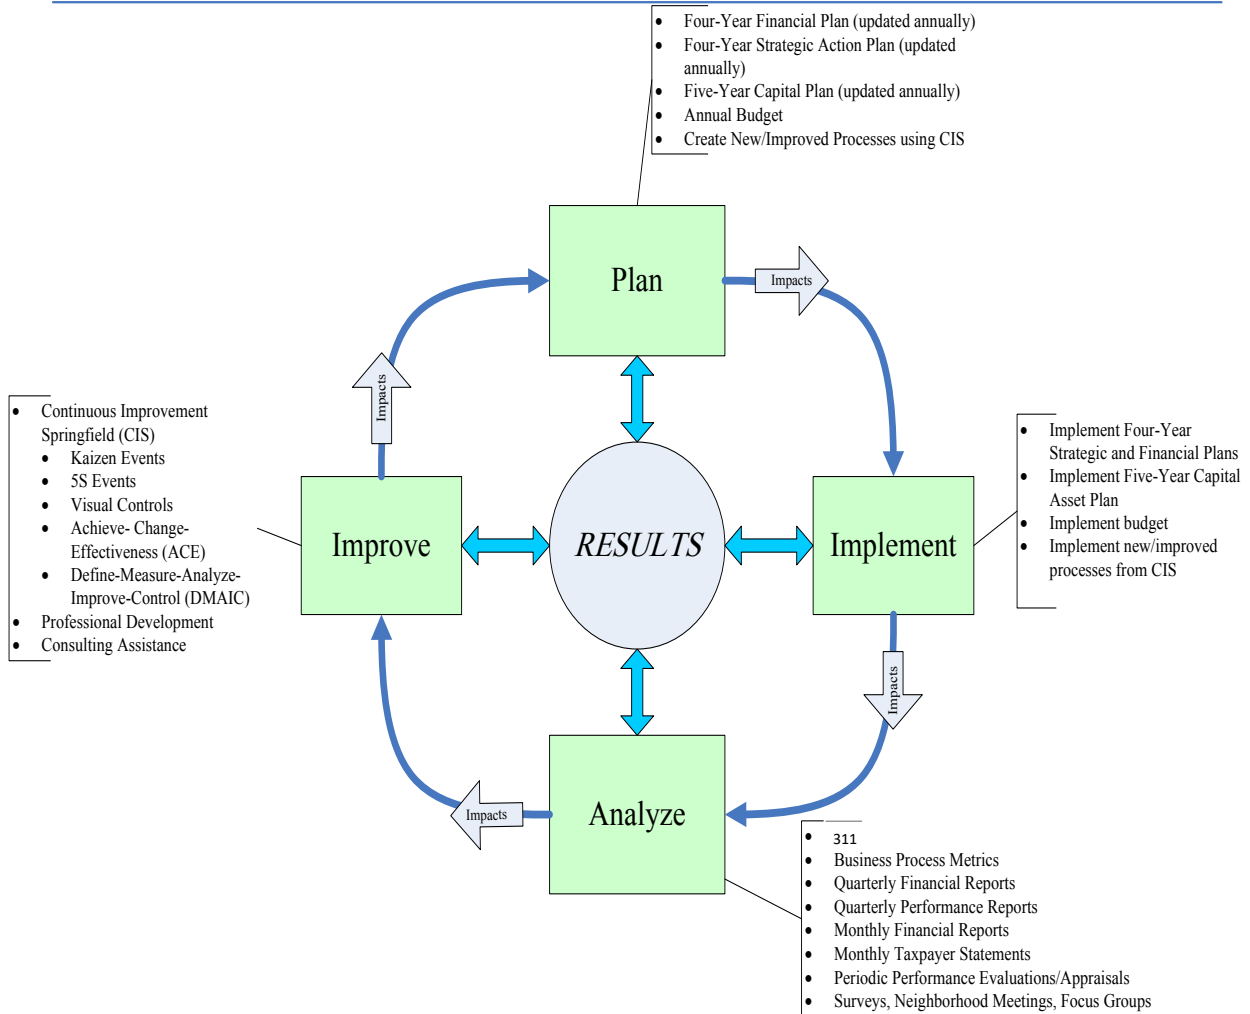 • Four-Year Financial Plan (updated annually)
• Four-Year Strategic Action Plan (updated
annually)
• Five-Year Capital Plan (updated annually)
• Annual Budget
• Create New/Improved Processes using CIS
Plan
Impacts
Impacts
• Continuous Improvement
Springfield (CIS)
• Kaizen Events
• 5S Events
• Visual Controls
• Achieve- Change-
Effectiveness (ACE)
• Define-Measure-Analyze-
Improve-Control (DMAIC)
• Professional Development
• Consulting Assistance
Improve
RESULTS
Implement
• Implement Four-Year
Strategic and Financial Plans
• Implement Five-Year Capital
Asset Plan
• Implement budget
• Implement new/improved
processes from CIS
Impacts
Impacts
Analyze
• 311
• Business Process Metrics
• Quarterly Financial Reports
• Quarterly Performance Reports
• Monthly Financial Reports
• Monthly Taxpayer Statements
• Periodic Performance Evaluations/Appraisals
• Surveys, Neighborhood Meetings, Focus Groups